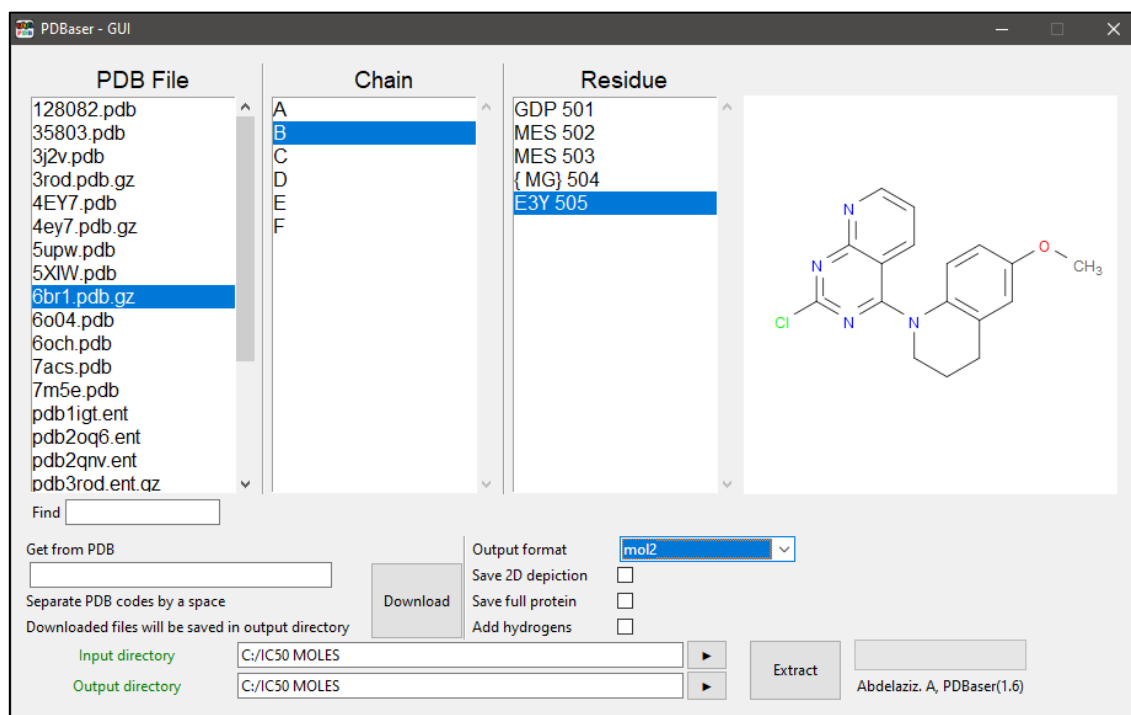 PDBaser - GUI
PDB File
128082.pdb
35803.pdb
3j2v.pdb
3rod.pdb.gz
4EY7.pdb
4ey7.pdb.gz
5upw.pdb
5XIW.pdb
6br1.pdb.gz
6o04.pdb
6och.pdb
7acs.pdb
7m5e.pdb
pdb1igt.ent
pdb2oq6.ent
pdb2qnv.ent
pdb3rod.ent.gz
Chain
A
B
C
D
E
F
Residue
GDP 501
MES 502
MES 503
{ MG} 504
E3Y 505
N
N
N
N
Cl
O
CH3
Find
Get from PDB
Separate PDB codes by a space
Downloaded files will be saved in output directory
Download
Output format mol2
Save 2D depiction
Save full protein
Add hydrogens
Input directory C:/IC50 MOLES
Output directory C:/IC50 MOLES
Extract
Abdelaziz. A, PDBaser(1.6)